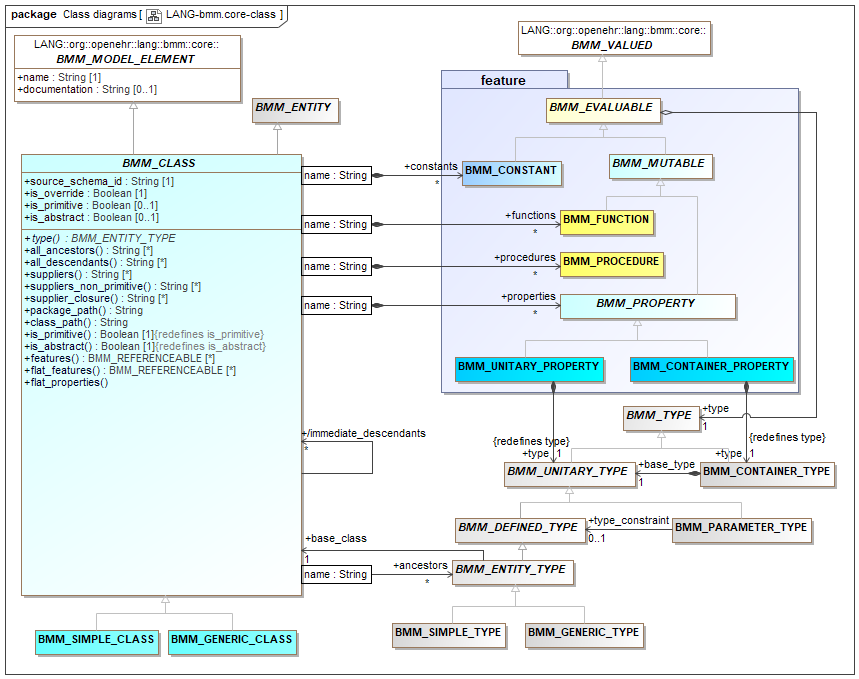 package Class diagrams [ LANG-bmm.core-class ]
LANG::org::openehr::lang::bmm::core::
BMM_MODEL_ELEMENT
+name : String [1]
+documentation : String [0..1]
BMM_ENTITY
LANG::org::openehr::lang::bmm::core::
BMM_VALUED
feature
BMM_EVALUABLE
BMM_CONSTANT
BMM_MUTABLE
BMM_FUNCTION
BMM_PROCEDURE
BMM_PROPERTY
BMM_UNITARY_PROPERTY
BMM_CONTAINER_PROPERTY
BMM_CLASS
+source_schema_id : String [1]
+is_override : Boolean [1]
+is_primitive : Boolean [0..1]
+is_abstract : Boolean [0..1]
+type() : BMM_ENTITY_TYPE
+all_ancestors() : String [*]
+all_descendants() : String [*]
+suppliers() : String [*]
+suppliers_non_primitive() : String [*]
+supplier_closure() : String [*]
+package_path() : String
+class_path() : String
+is_primitive() : Boolean [1]{redefines is_primitive}
+is_abstract() : Boolean [1]{redefines is_abstract}
+features() : BMM_REFERENCEABLE [*]
+flat_features() : BMM_REFERENCEABLE [*]
+flat_properties()
name : String
+constants
*
name : String
+functions
*
name : String
+procedures
*
name : String
+properties
*
+/immediate_descendants
*
BMM_TYPE
+type
1
{redefines type}
+type
1
{redefines type}
+type
1
BMM_UNITARY_TYPE
+base_type
1
BMM_CONTAINER_TYPE
BMM_DEFINED_TYPE
+type_constraint
0..1
BMM_PARAMETER_TYPE
+base_class
1
name : String
+ancestors
*
BMM_ENTITY_TYPE
BMM_SIMPLE_CLASS
BMM_GENERIC_CLASS
BMM_SIMPLE_TYPE
BMM_GENERIC_TYPE